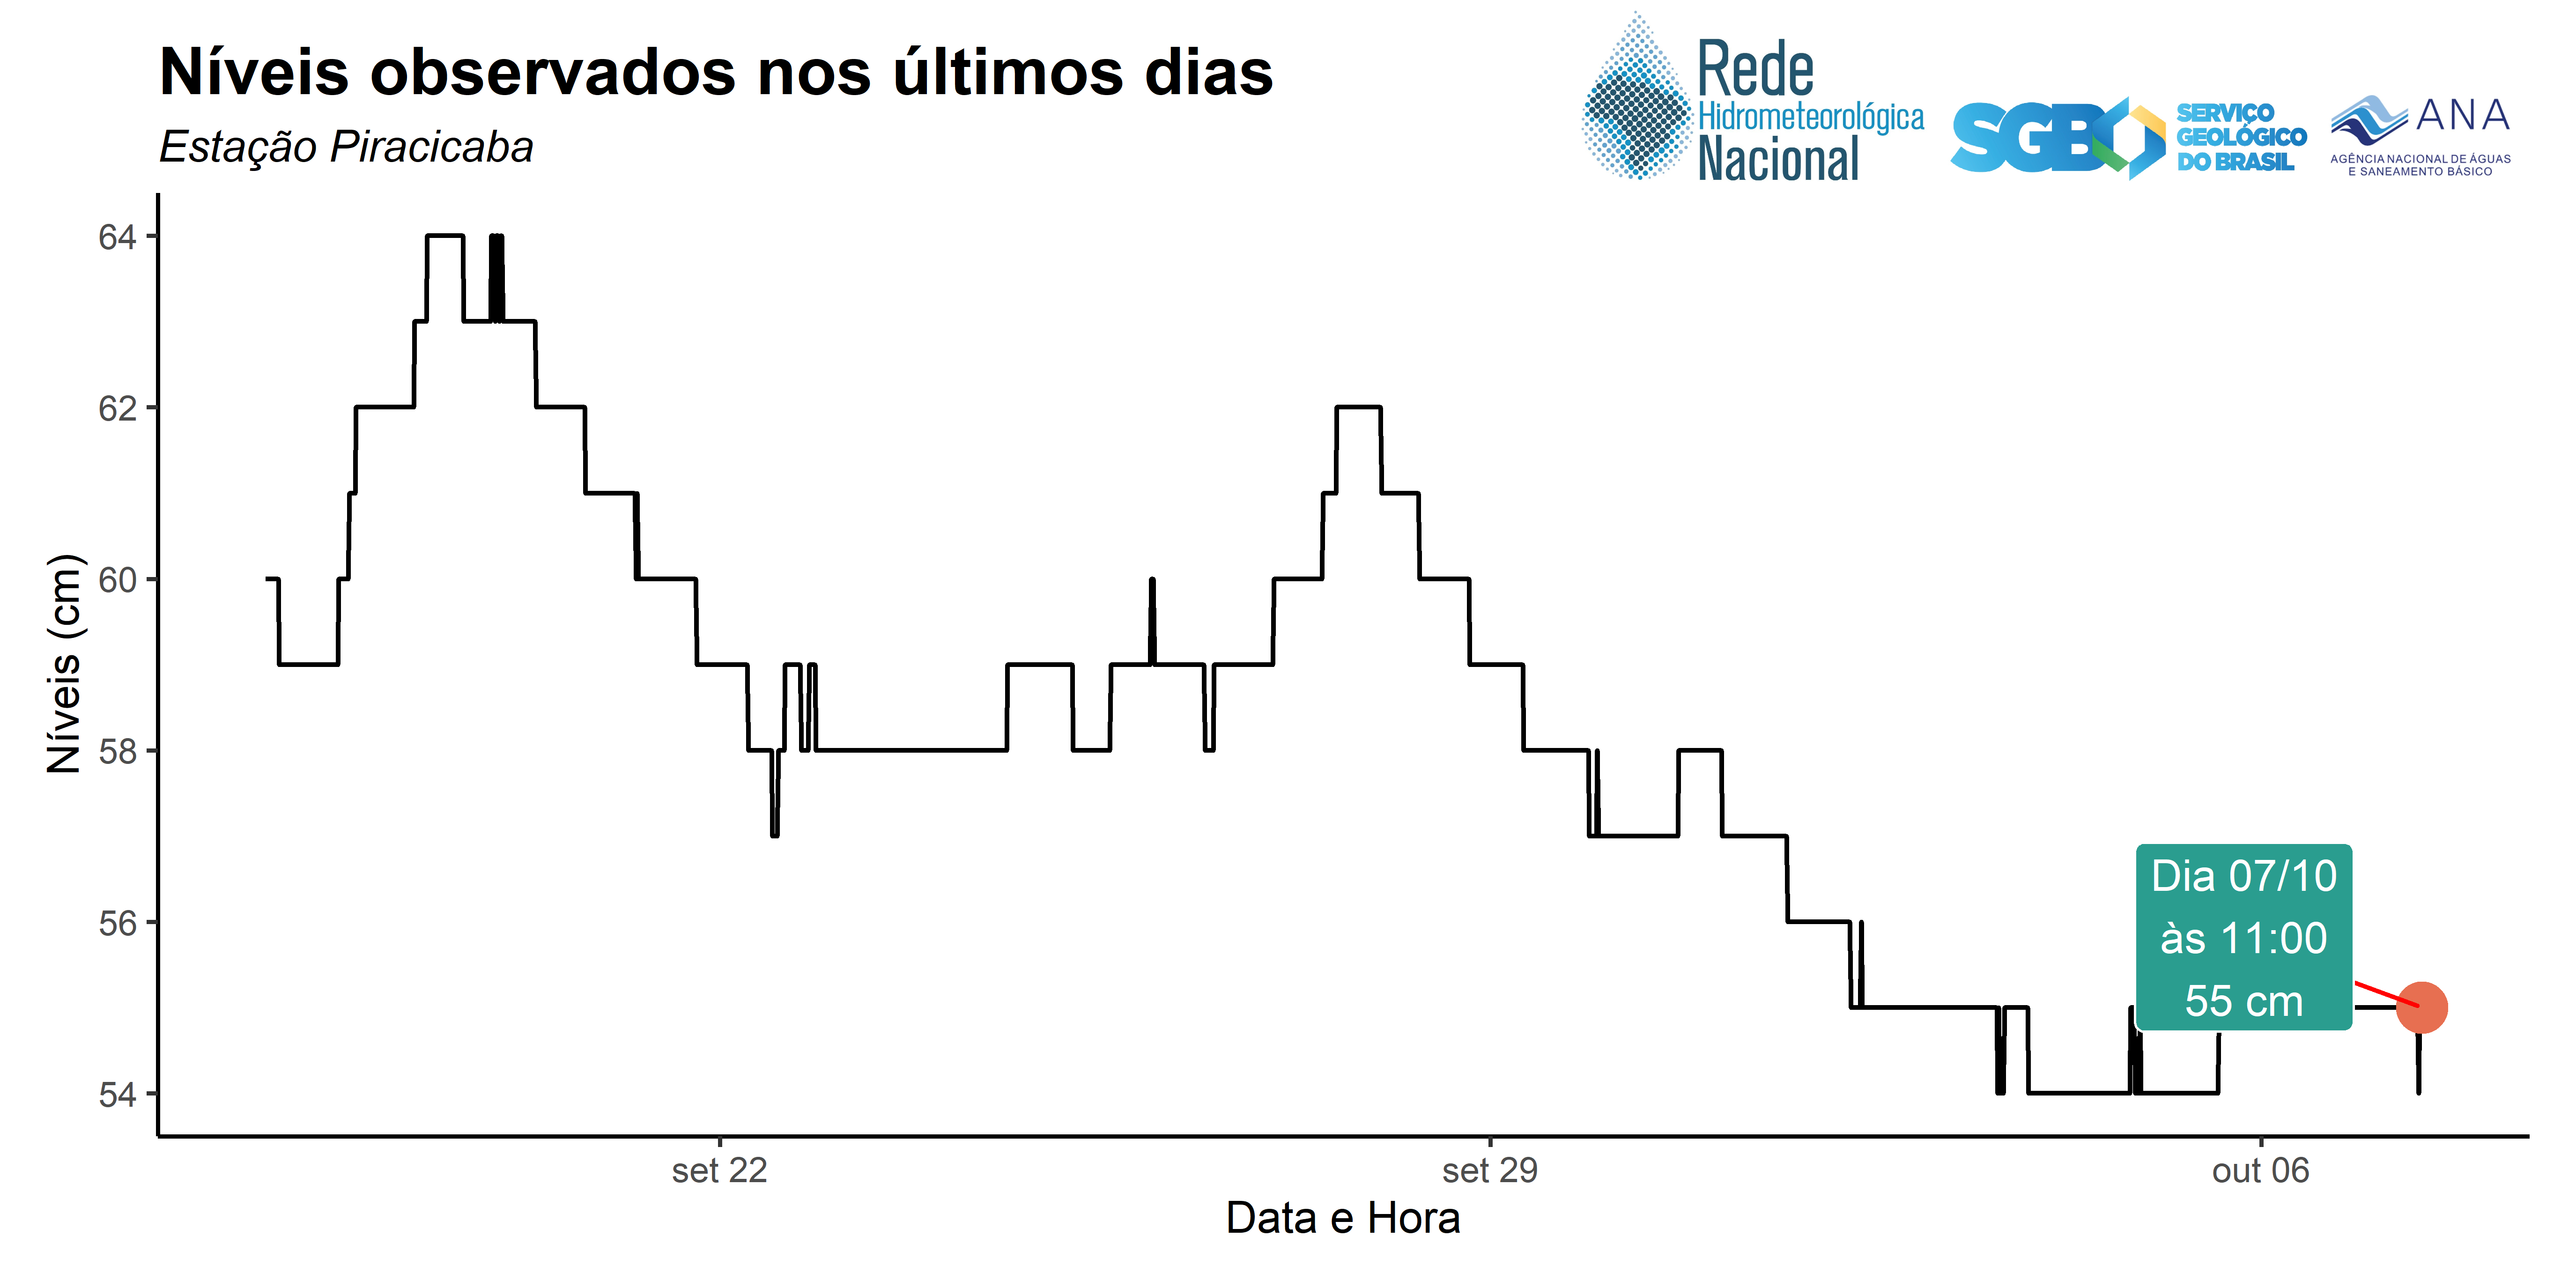 Níveis observados nos últimos dias
Estação Piracicaba
Rede
Hidrometeorológica
Nacional
SGB
SERVIÇO
GEOLÓGICO
DO BRASIL
ANA
AGÊNCIA NACIONAL DE ÁGUAS
E SANEAMENTO BÁSICO
Níveis (cm)
64
62
60
58
56
54
Dia 07/10
às 11:00
55 cm
set 22
set 29
out 06
Data e Hora